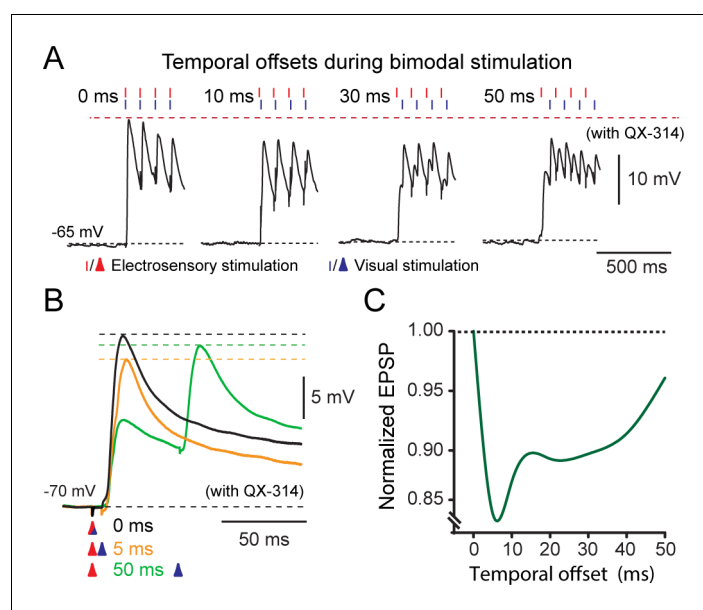 A
Temporal offsets during bimodal stimulation
0 ms
10 ms
30 ms
50 ms
(with QX-314)
10 mV
-65 mV
/ Electrosensory stimulation
/ Visual stimulation
500 ms
B
5 mV
-70 mV
(with QX-314)
0 ms
5 ms
50 ms
50 ms
C
Normalized EPSP
1.00
0.95
0.90
0.85
0 10 20 30 40 50
Temporal offset (ms)